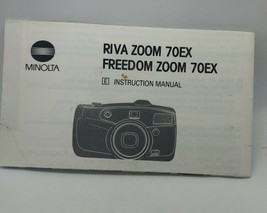 RIVA ZOOM 70EX
FREEDOM ZOOM 70EX
E INSTRUCTION MANUAL
MINOLTA